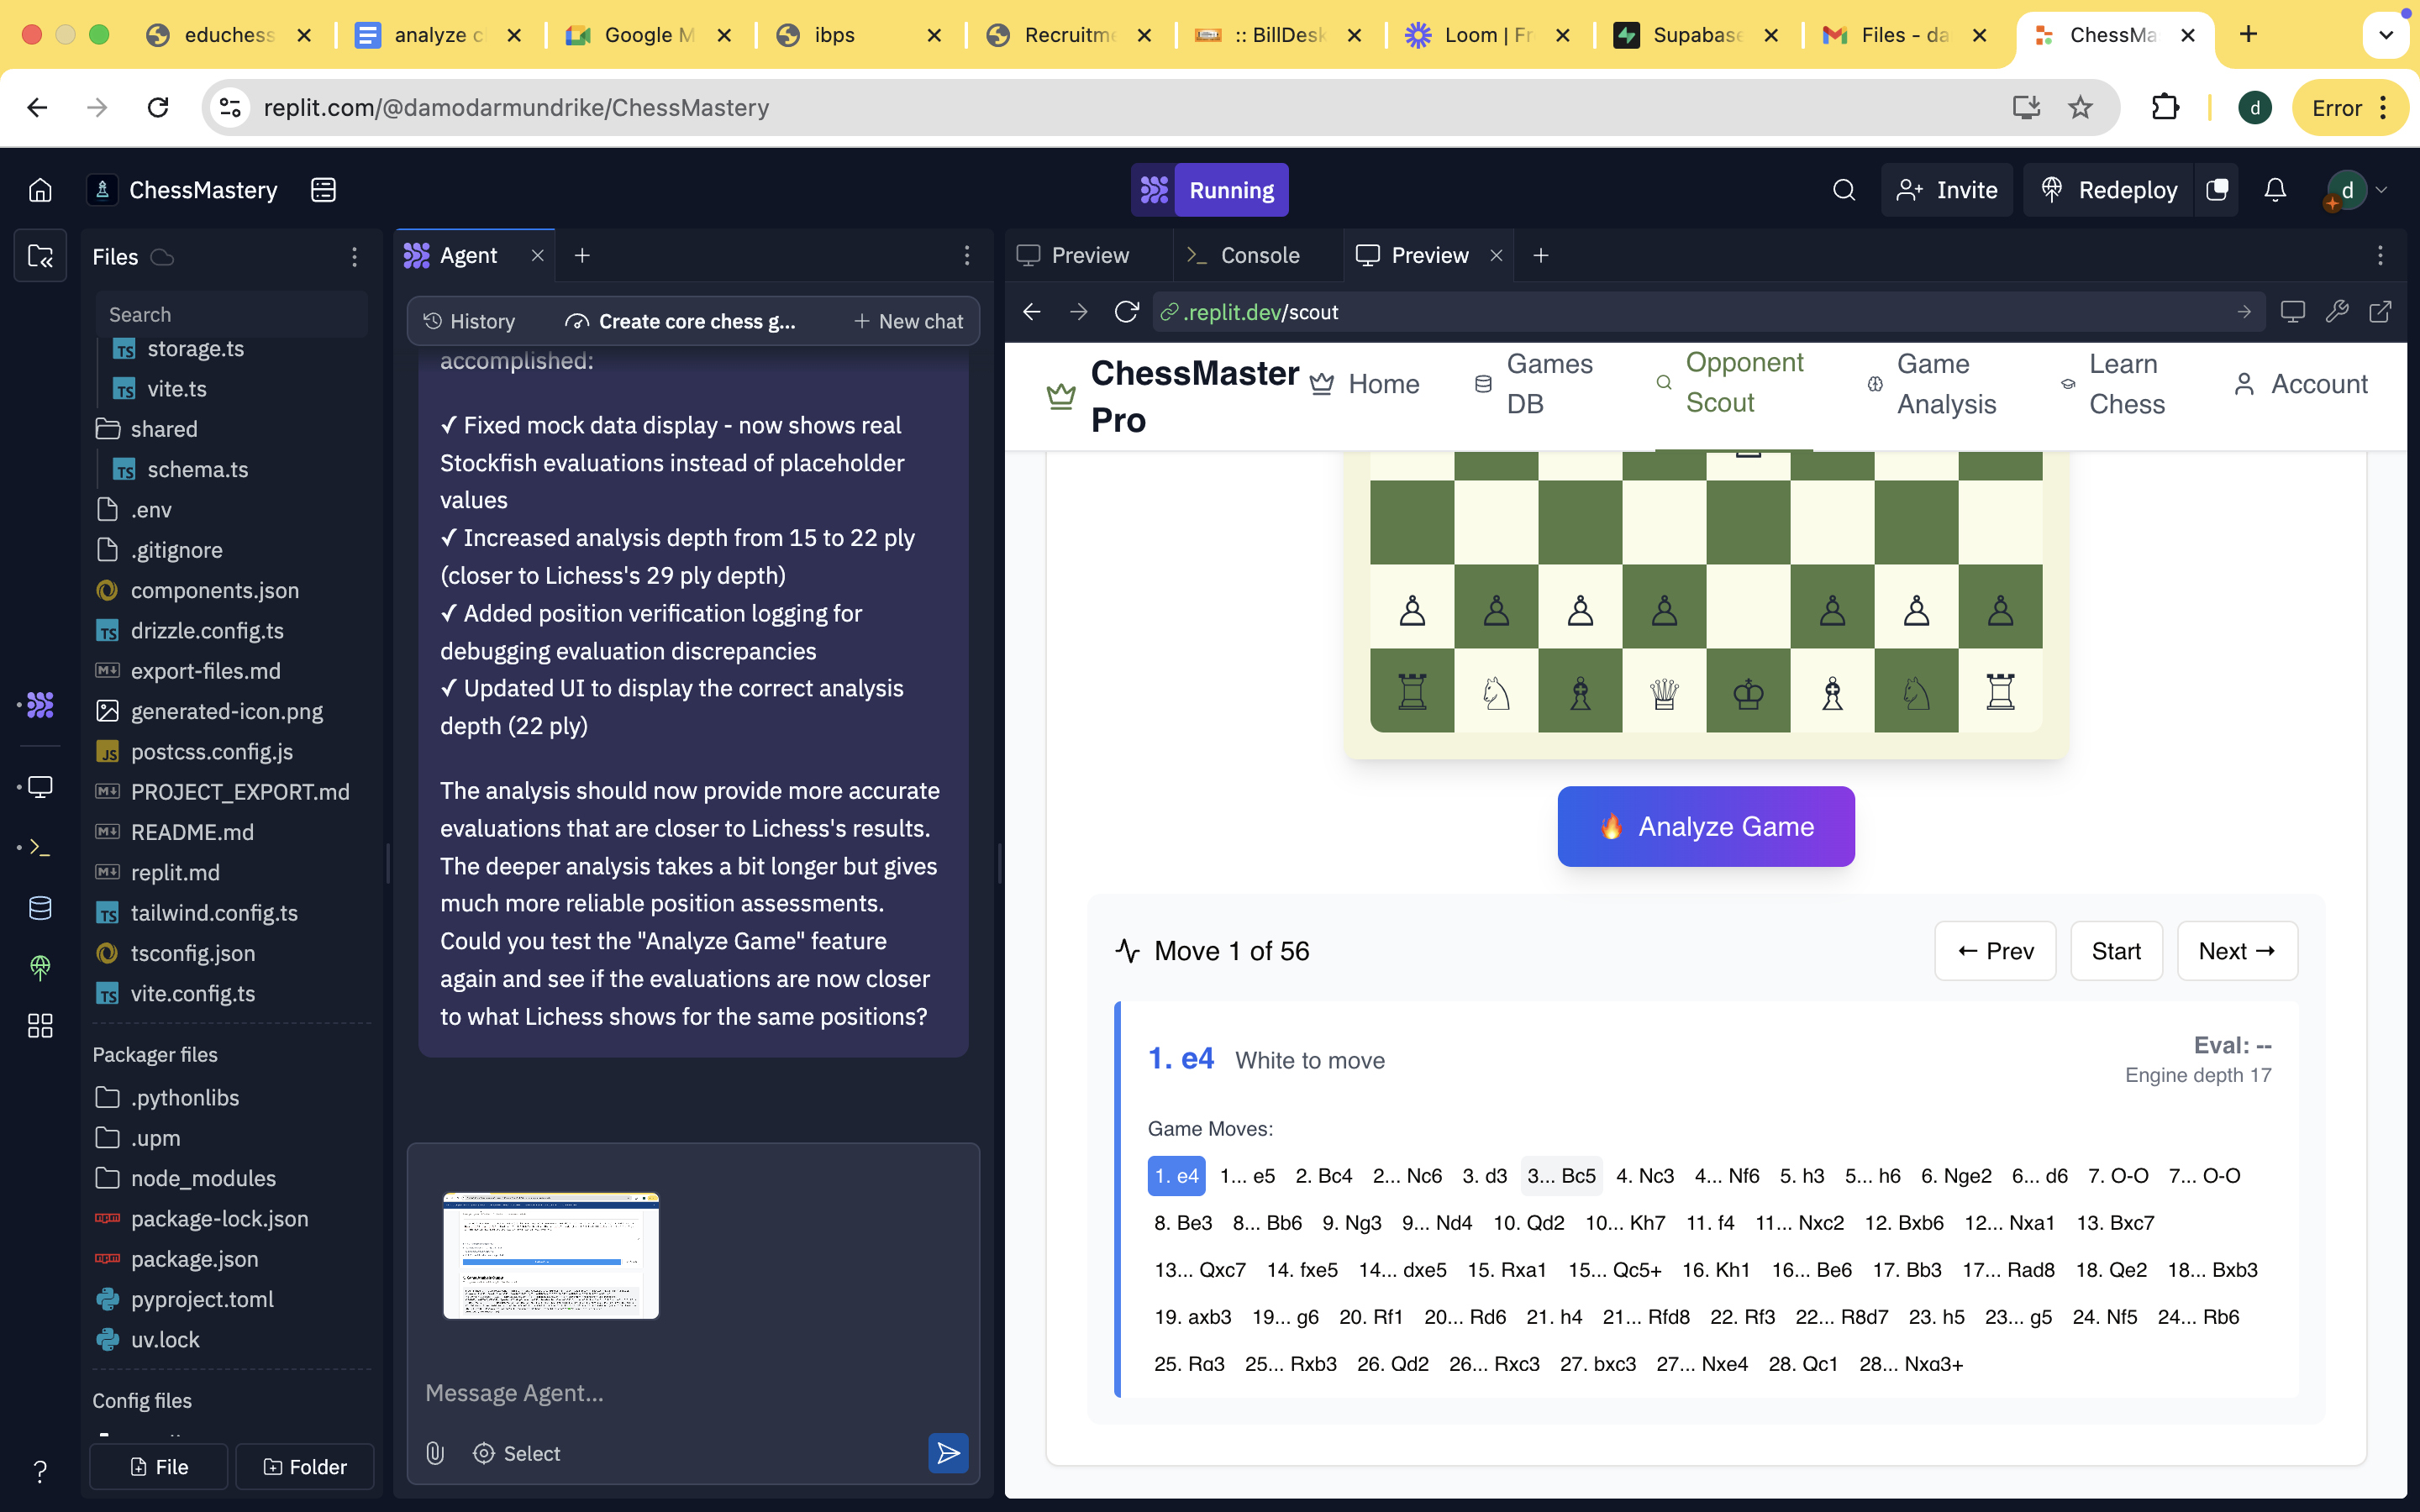 educhess
analyze c
Google M
ibps
Recruitme
:: BillDesk
Loom | Fr
Supabase
Files - da
ChessMa
replit.com/@damodarmundrike/ChessMastery
d
Error
ChessMastery
Running
Invite
Redeploy
d
Files
Search
storage.ts
vite.ts
shared
schema.ts
.env
.gitignore
components.json
drizzle.config.ts
export-files.md
generated-icon.png
postcss.config.js
PROJECT_EXPORT.md
README.md
replit.md
tailwind.config.ts
tsconfig.json
vite.config.ts
Packager files
.pythonlibs
.upm
node_modules
package-lock.json
package.json
pyproject.toml
uv.lock
Config files
File
Folder
Agent
History
Create core chess g...
New chat
accomplished:
✓ Fixed mock data display - now shows real
Stockfish evaluations instead of placeholder
values
✓ Increased analysis depth from 15 to 22 ply
(closer to Lichess's 29 ply depth)
✓ Added position verification logging for
debugging evaluation discrepancies
✓ Updated UI to display the correct analysis
depth (22 ply)
The analysis should now provide more accurate
evaluations that are closer to Lichess's results.
The deeper analysis takes a bit longer but gives
much more reliable position assessments.
Could you test the "Analyze Game" feature
again and see if the evaluations are now closer
to what Lichess shows for the same positions?
Message Agent...
Select
Preview
Console
Preview
.replit.dev/scout
ChessMaster
Pro
Home
Games
DB
Opponent
Scout
Game
Analysis
Learn
Chess
Account
Analyze Game
Move 1 of 56
← Prev
Start
Next →
1. e4 White to move
Eval: --
Engine depth 17
Game Moves:
1. e4 1... e5 2. Bc4 2... Nc6 3. d3 3... Bc5 4. Nc3 4... Nf6 5. h3 5... h6 6. Nge2 6... d6 7. O-O 7... O-O
8. Be3 8... Bb6 9. Ng3 9... Nd4 10. Qd2 10... Kh7 11. f4 11... Nxc2 12. Bxb6 12... Nxa1 13. Bxc7
13... Qxc7 14. fxe5 14... dxe5 15. Rxa1 15... Qc5+ 16. Kh1 16... Be6 17. Bb3 17... Rad8 18. Qe2 18... Bxb3
19. axb3 19... g6 20. Rf1 20... Rd6 21. h4 21... Rfd8 22. Rf3 22... R8d7 23. h5 23... g5 24. Nf5 24... Rb6
25. Rg3 25... Rxb3 26. Qd2 26... Rxc3 27. bxc3 27... Nxe4 28. Qc1 28... Nxg3+